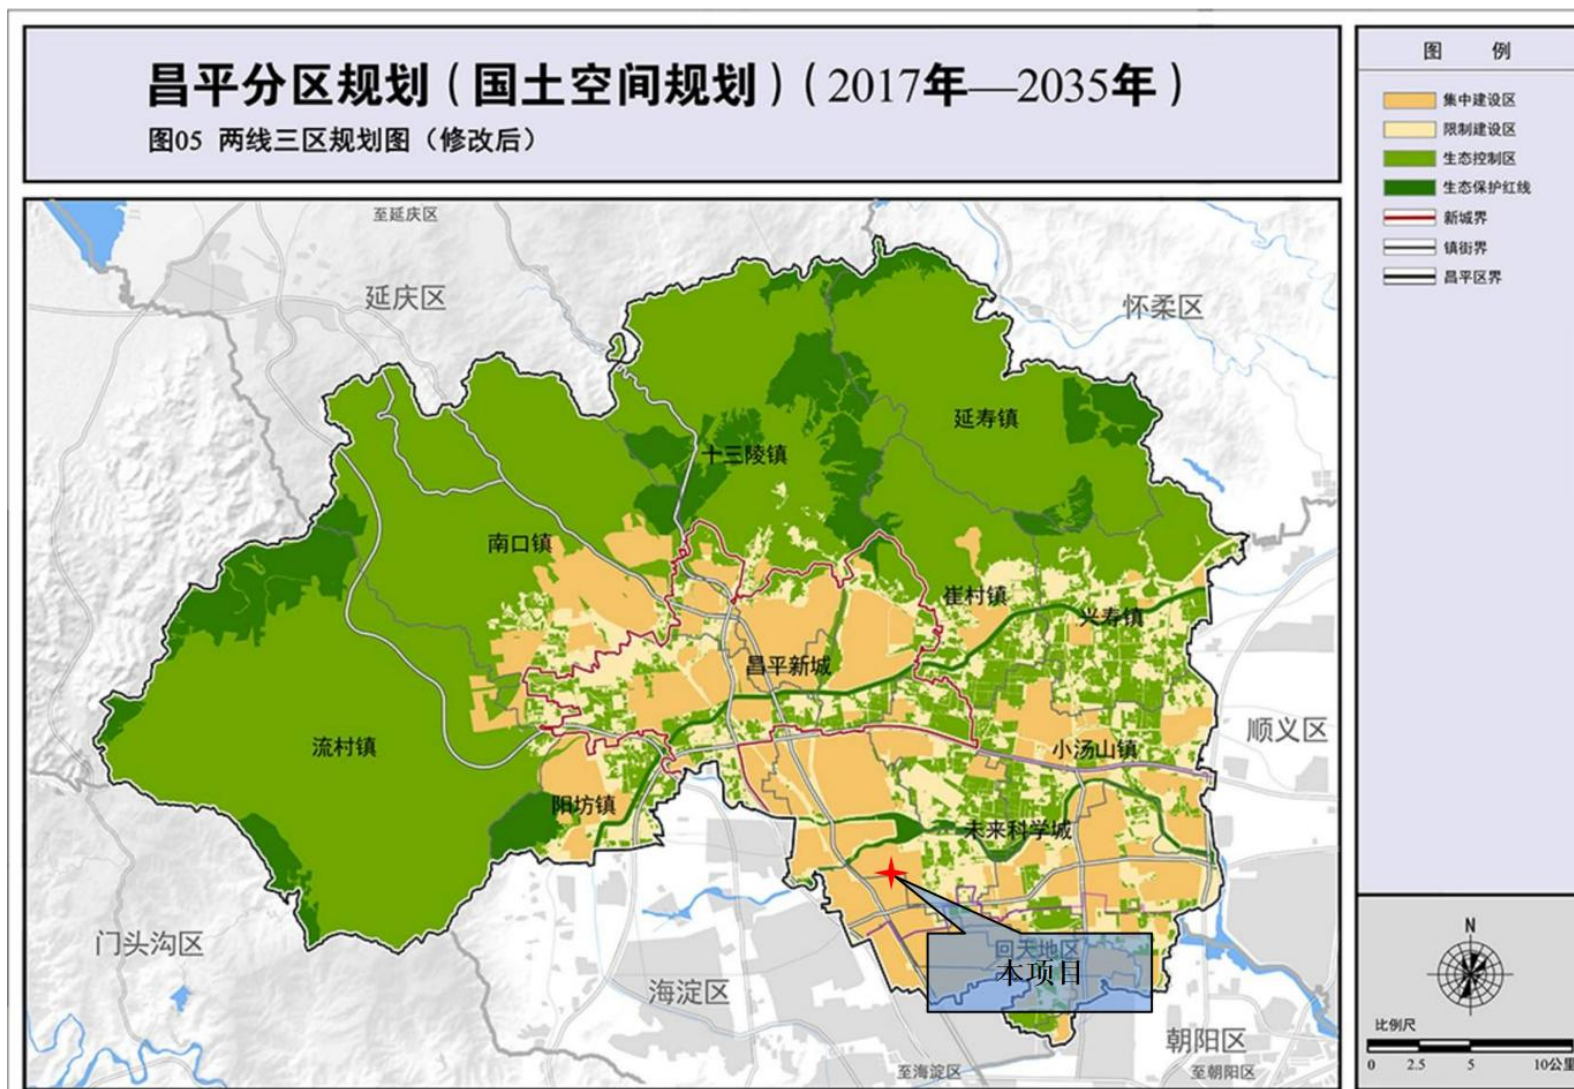 昌平分区规划（国土空间规划）（2017年—2035年）
图05 两线三区规划图（修改后）
图 例
集中建设区
限制建设区
生态控制区
生态保护红线
新城界
镇街界
昌平区界
至延庆区
延庆区
怀柔区
延寿镇
十三陵镇
南口镇
崔村镇
兴寿镇
昌平新城
流村镇
小汤山镇
顺义区
阳坊镇
未来科学城
门头沟区
回天地区
本项目
海淀区
朝阳区
至海淀区
至朝阳区
N
比例尺
0 2.5 5 10公里